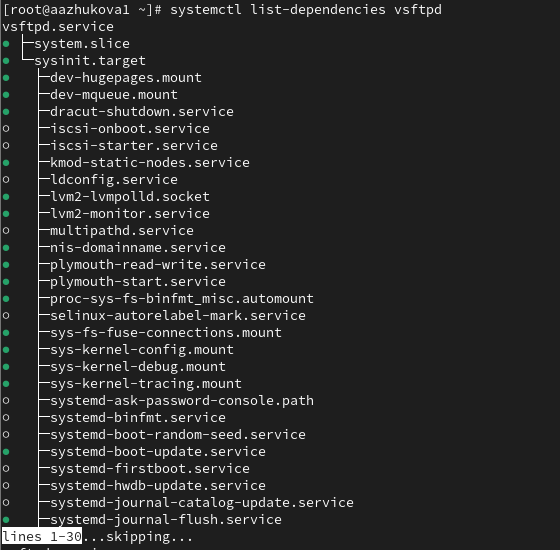 [root@aazhukova1 ~]# systemctl list-dependencies vsftpd
vsftpd.service
● ├─system.slice
● └─sysinit.target
●   ├─dev-hugepages.mount
●   ├─dev-mqueue.mount
●   ├─dracut-shutdown.service
○   ├─iscsi-onboot.service
○   ├─iscsi-starter.service
●   ├─kmod-static-nodes.service
○   ├─ldconfig.service
●   ├─lvm2-lvmpolld.socket
●   ├─lvm2-monitor.service
○   ├─multipathd.service
●   ├─nis-domainname.service
●   ├─plymouth-read-write.service
●   ├─plymouth-start.service
●   ├─proc-sys-fs-binfmt_misc.automount
○   ├─selinux-autorelabel-mark.service
●   ├─sys-fs-fuse-connections.mount
●   ├─sys-kernel-config.mount
●   ├─sys-kernel-debug.mount
●   ├─sys-kernel-tracing.mount
○   ├─systemd-ask-password-console.path
○   ├─systemd-binfmt.service
○   ├─systemd-boot-random-seed.service
●   ├─systemd-boot-update.service
○   ├─systemd-firstboot.service
○   ├─systemd-hwdb-update.service
○   ├─systemd-journal-catalog-update.service
●   ├─systemd-journal-flush.service
lines 1-30...skipping...